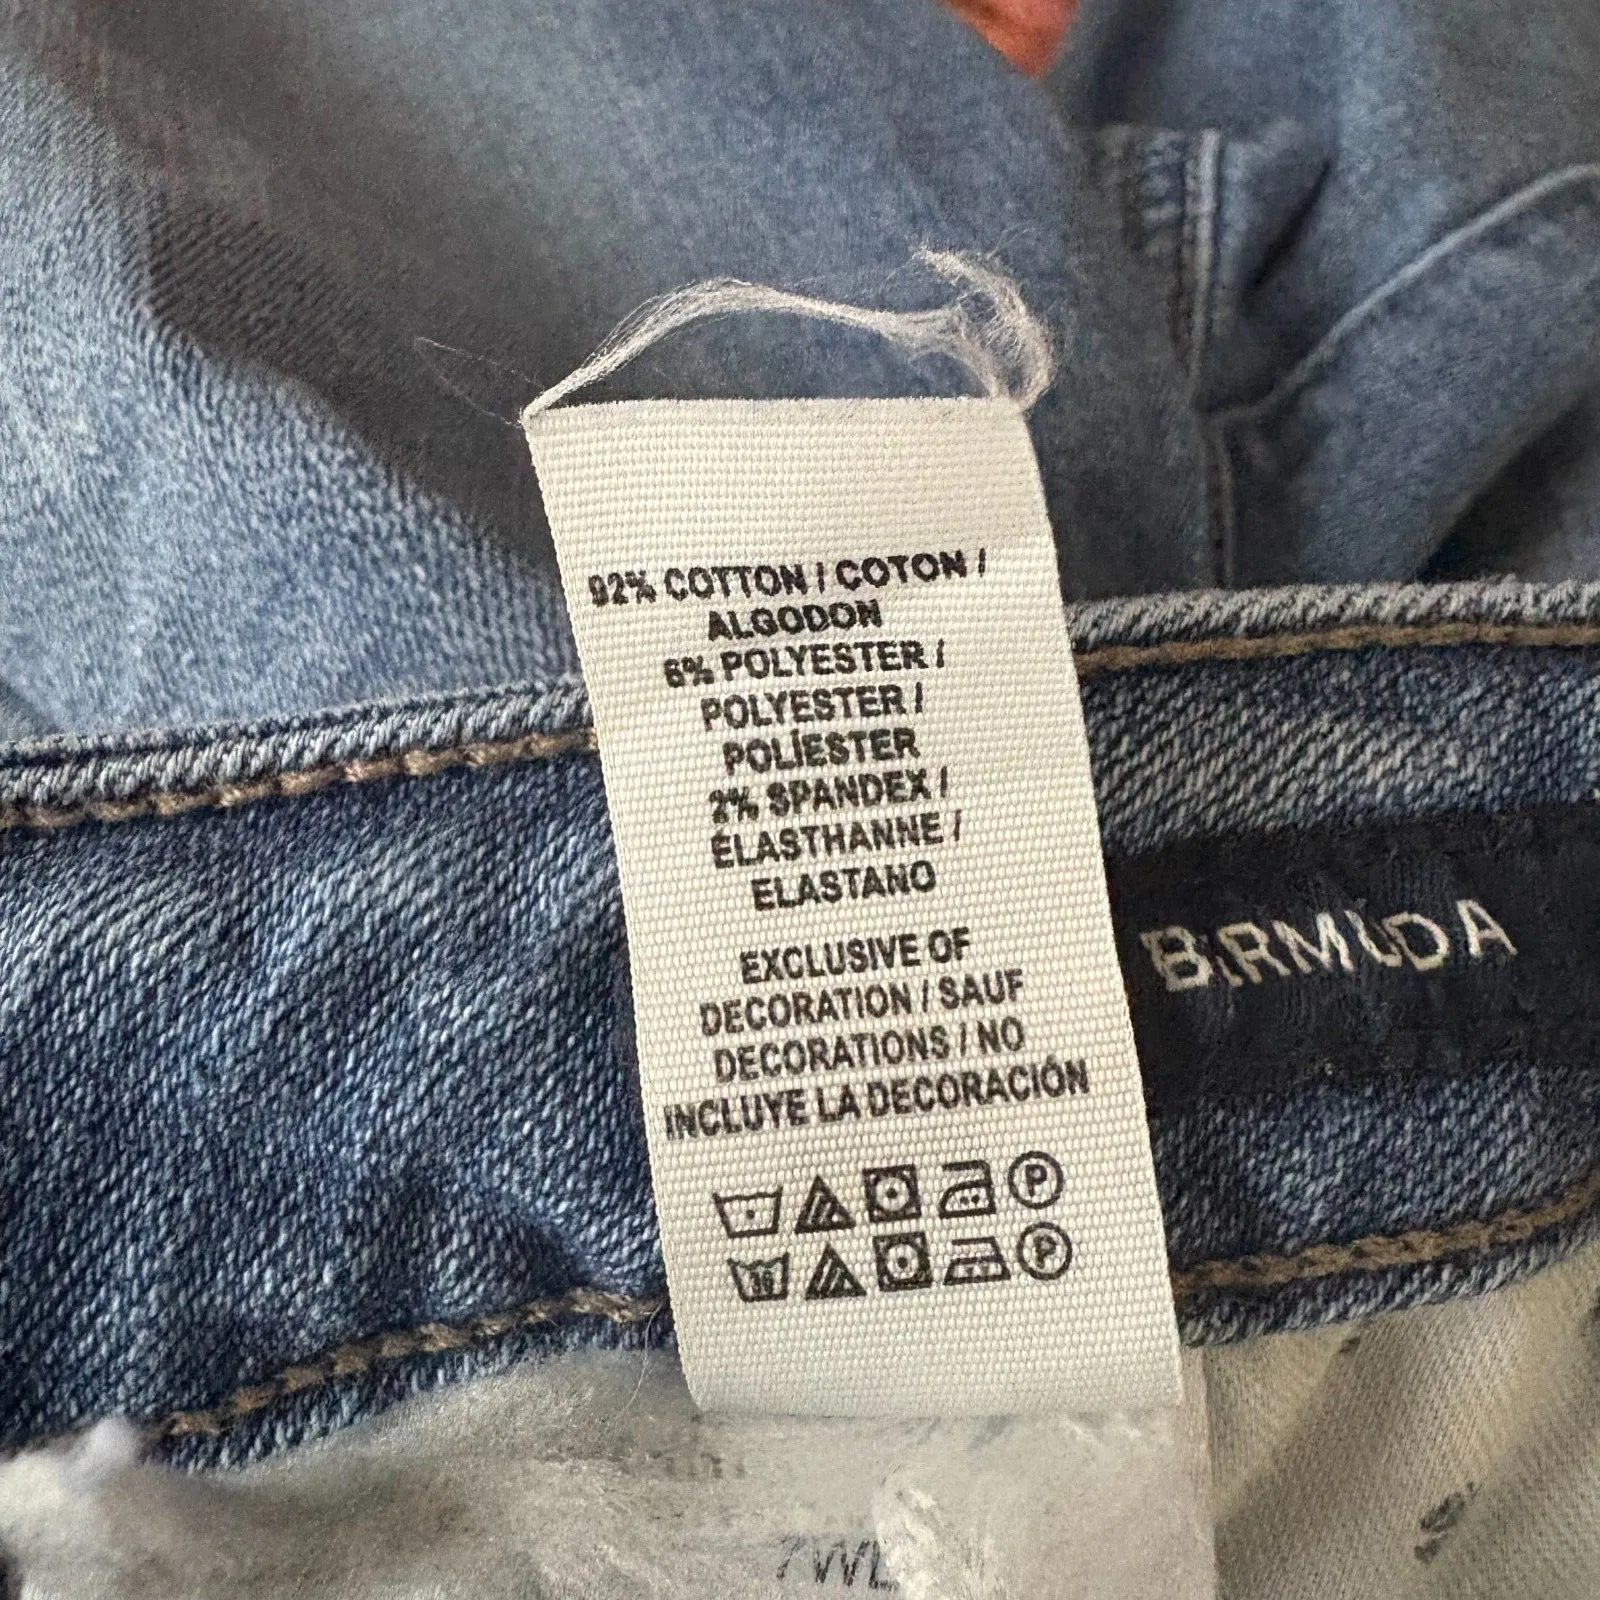 92% COTTON / COTON /
ALGODON
6% POLYESTER /
POLYESTER /
POLÍESTER
2% SPANDEX /
ÉLASTHANNE /
ELASTANO
EXCLUSIVE OF
DECORATION / SAUF
DECORATIONS / NO
INCLUYE LA DECORACIÓN
P
P
BERMUDA